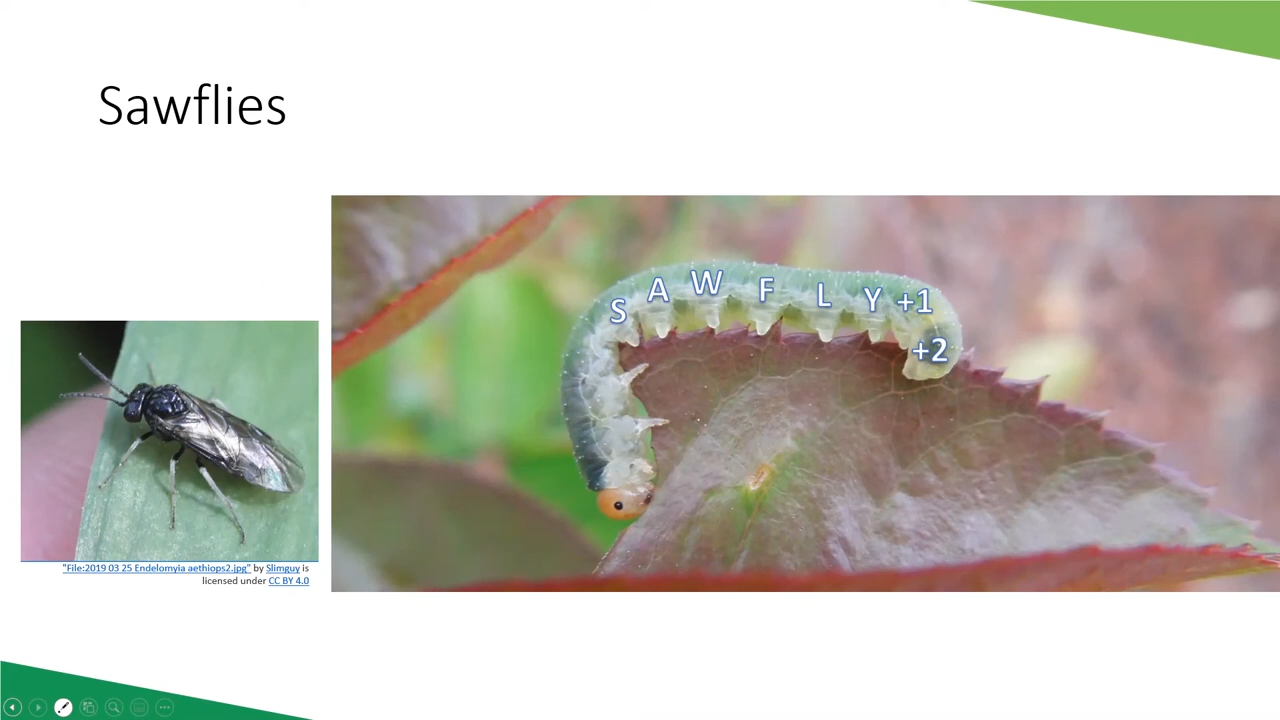 Sawflies
S A W F L Y +1
+2
"File:2019 03 25 Endelomyia aethiops2.jpg" by Slimguy is
licensed under CC BY 4.0